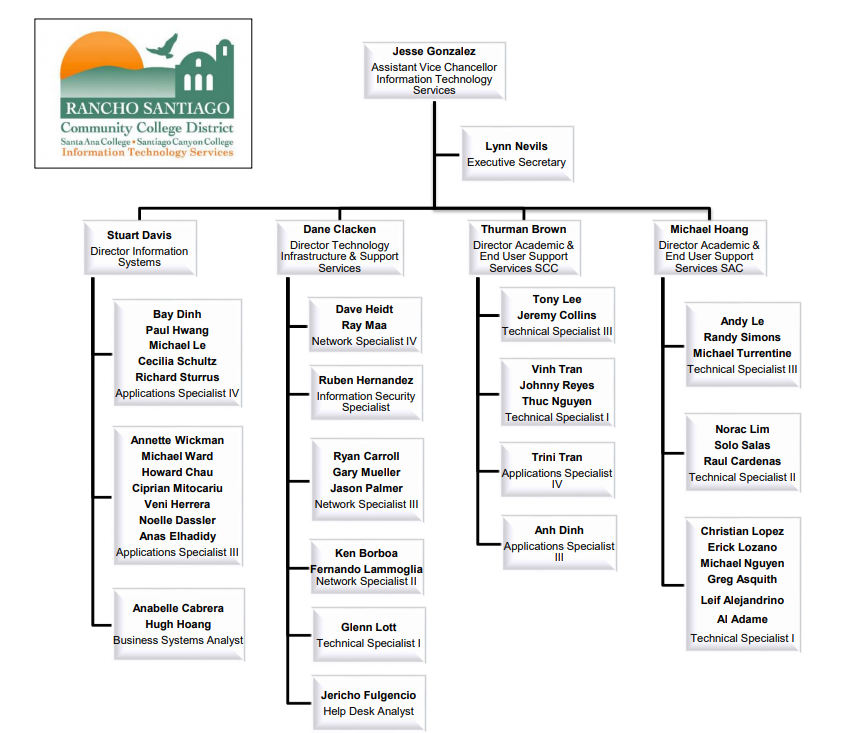 RANCHO SANTIAGO
Community College District
Santa Ana College • Santiago Canyon College
Information Technology Services
Jesse Gonzalez
Assistant Vice Chancellor
Information Technology
Services
Lynn Nevils
Executive Secretary
Stuart Davis
Director Information
Systems
Bay Dinh
Paul Hwang
Michael Le
Cecilia Schultz
Richard Sturrus
Applications Specialist IV
Annette Wickman
Michael Ward
Howard Chau
Ciprian Mitocariu
Veni Herrera
Noelle Dassler
Anas Elhadidy
Applications Specialist III
Anabelle Cabrera
Hugh Hoang
Business Systems Analyst
Dane Clacken
Director Technology
Infrastructure & Support
Services
Dave Heidt
Ray Maa
Network Specialist IV
Ruben Hernandez
Information Security
Specialist
Ryan Carroll
Gary Mueller
Jason Palmer
Network Specialist III
Ken Borboa
Fernando Lammoglia
Network Specialist II
Glenn Lott
Technical Specialist I
Jericho Fulgencio
Help Desk Analyst
Thurman Brown
Director Academic &
End User Support
Services SCC
Tony Lee
Jeremy Collins
Technical Specialist III
Vinh Tran
Johnny Reyes
Thuc Nguyen
Technical Specialist I
Trini Tran
Applications Specialist
IV
Anh Dinh
Applications Specialist
III
Michael Hoang
Director Academic &
End User Support
Services SAC
Andy Le
Randy Simons
Michael Turrentine
Technical Specialist III
Norac Lim
Solo Salas
Raul Cardenas
Technical Specialist II
Christian Lopez
Erick Lozano
Michael Nguyen
Greg Asquith
Leif Alejandrino
Al Adame
Technical Specialist I